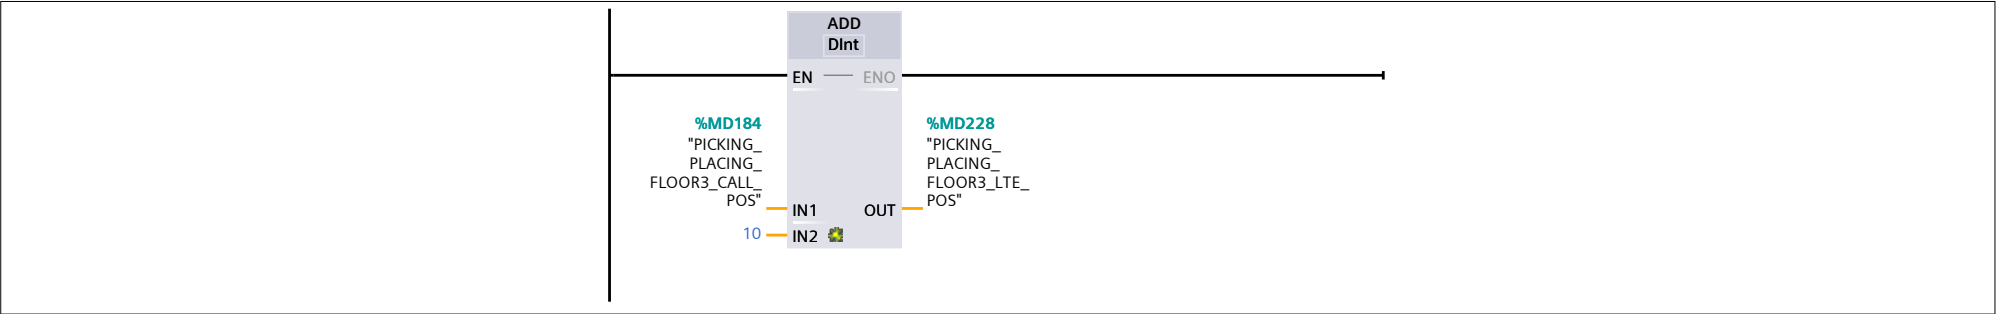 ADD
DInt
EN
ENO
%MD184
"PICKING_
PLACING_
FLOOR3_CALL_
POS"
IN1
10
IN2
%MD228
"PICKING_
PLACING_
FLOOR3_LTE_
POS"
OUT